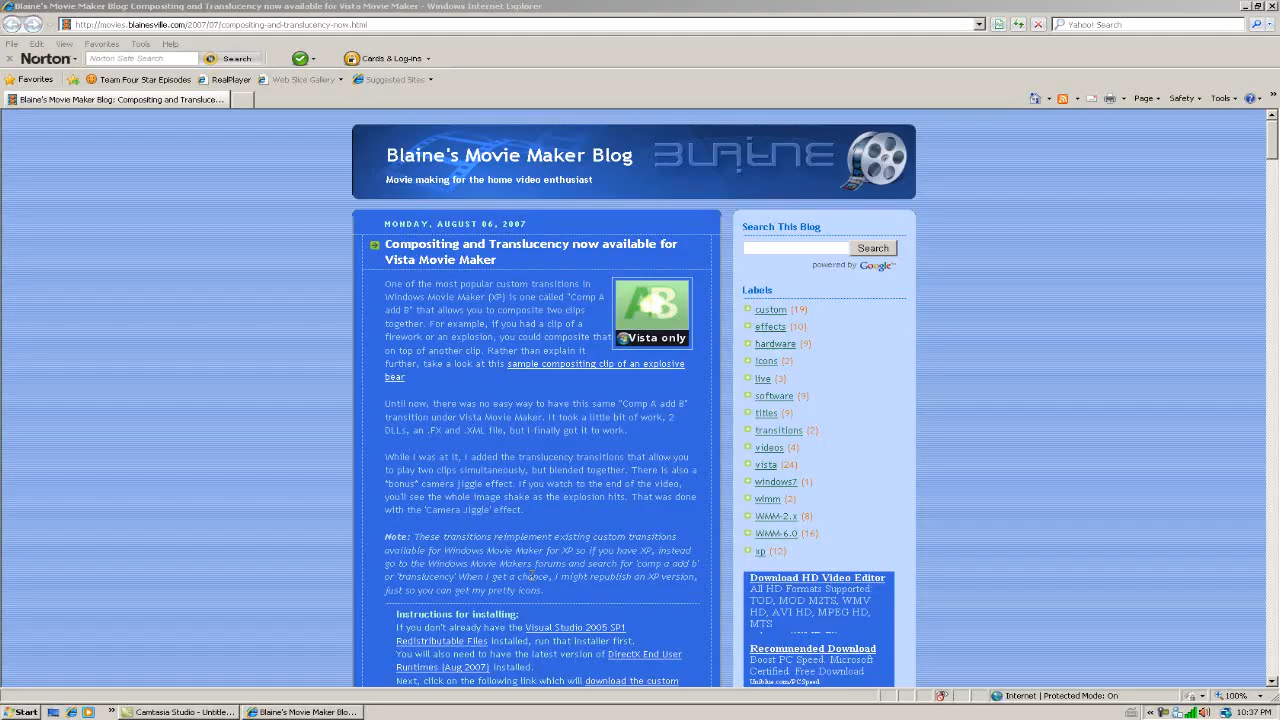 Blaine's Movie Maker Blog: Compositing and Translucency now available for Vista Movie Maker - Windows Internet Explorer
http://movies.blainesville.com/2007/07/compositing-and-translucency-now.html
Yahoo! Search
File Edit View Favorites Tools Help
Norton Norton Safe Search Search Cards & Log-ins
Favorites Team Four Star Episodes RealPlayer Web Slice Gallery Suggested Sites
Blaine's Movie Maker Blog: Compositing and Transluce... Page Safety Tools
Blaine's Movie Maker Blog
BLAINE
Movie making for the home video enthusiast
MONDAY, AUGUST 06, 2007
Compositing and Translucency now available for
Vista Movie Maker
One of the most popular custom transitions in
Windows Movie Maker (XP) is one called "Comp A
add B" that allows you to composite two clips
together. For example, if you had a clip of a
firework or an explosion, you could composite that
on top of another clip. Rather than explain it
further, take a look at this sample compositing clip of an explosive
bear
AB
Vista only
Until now, there was no easy way to have this same "Comp A add B"
transition under Vista Movie Maker. It took a little bit of work, 2
DLLs, an .FX and .XML file, but I finally got it to work.
While I was at it, I added the translucency transitions that allow you
to play two clips simultaneously, but blended together. There is also a
*bonus* camera jiggle effect. If you watch to the end of the video,
you'll see the whole image shake as the explosion hits. That was done
with the 'Camera Jiggle' effect.
Note: These transitions reimplement existing custom transitions
available for Windows Movie Maker for XP so if you have XP, instead
go to the Windows Movie Makers forums and search for 'comp a add b'
or 'translucency' When I get a chance, I might republish an XP version,
just so you can get my pretty icons.
Instructions for installing:
If you don't already have the Visual Studio 2005 SP1
Redistributable Files installed, run that installer first.
You will also need to have the latest version of DirectX End User
Runtimes (Aug 2007) installed.
Next, click on the following link which will download the custom
Search This Blog
Search
powered by Google™
Labels
custom (19)
effects (10)
hardware (9)
icons (2)
live (3)
software (9)
titles (9)
transitions (2)
videos (4)
vista (24)
windows7 (1)
wlmm (2)
WMM-2.x (8)
WMM-6.0 (16)
xp (12)
Download HD Video Editor
All HD Formats Supported:
TOD, MOD M2TS, WMV
HD, AVI HD, MPEG HD,
MTS
Recommended Download
Boost PC Speed. Microsoft
Certified. Free Download
Uniblue.com/PCSpeed
Internet | Protected Mode: On 100%
Start Camtasia Studio - Untitle... Blaine's Movie Maker Blo... 10:37 PM